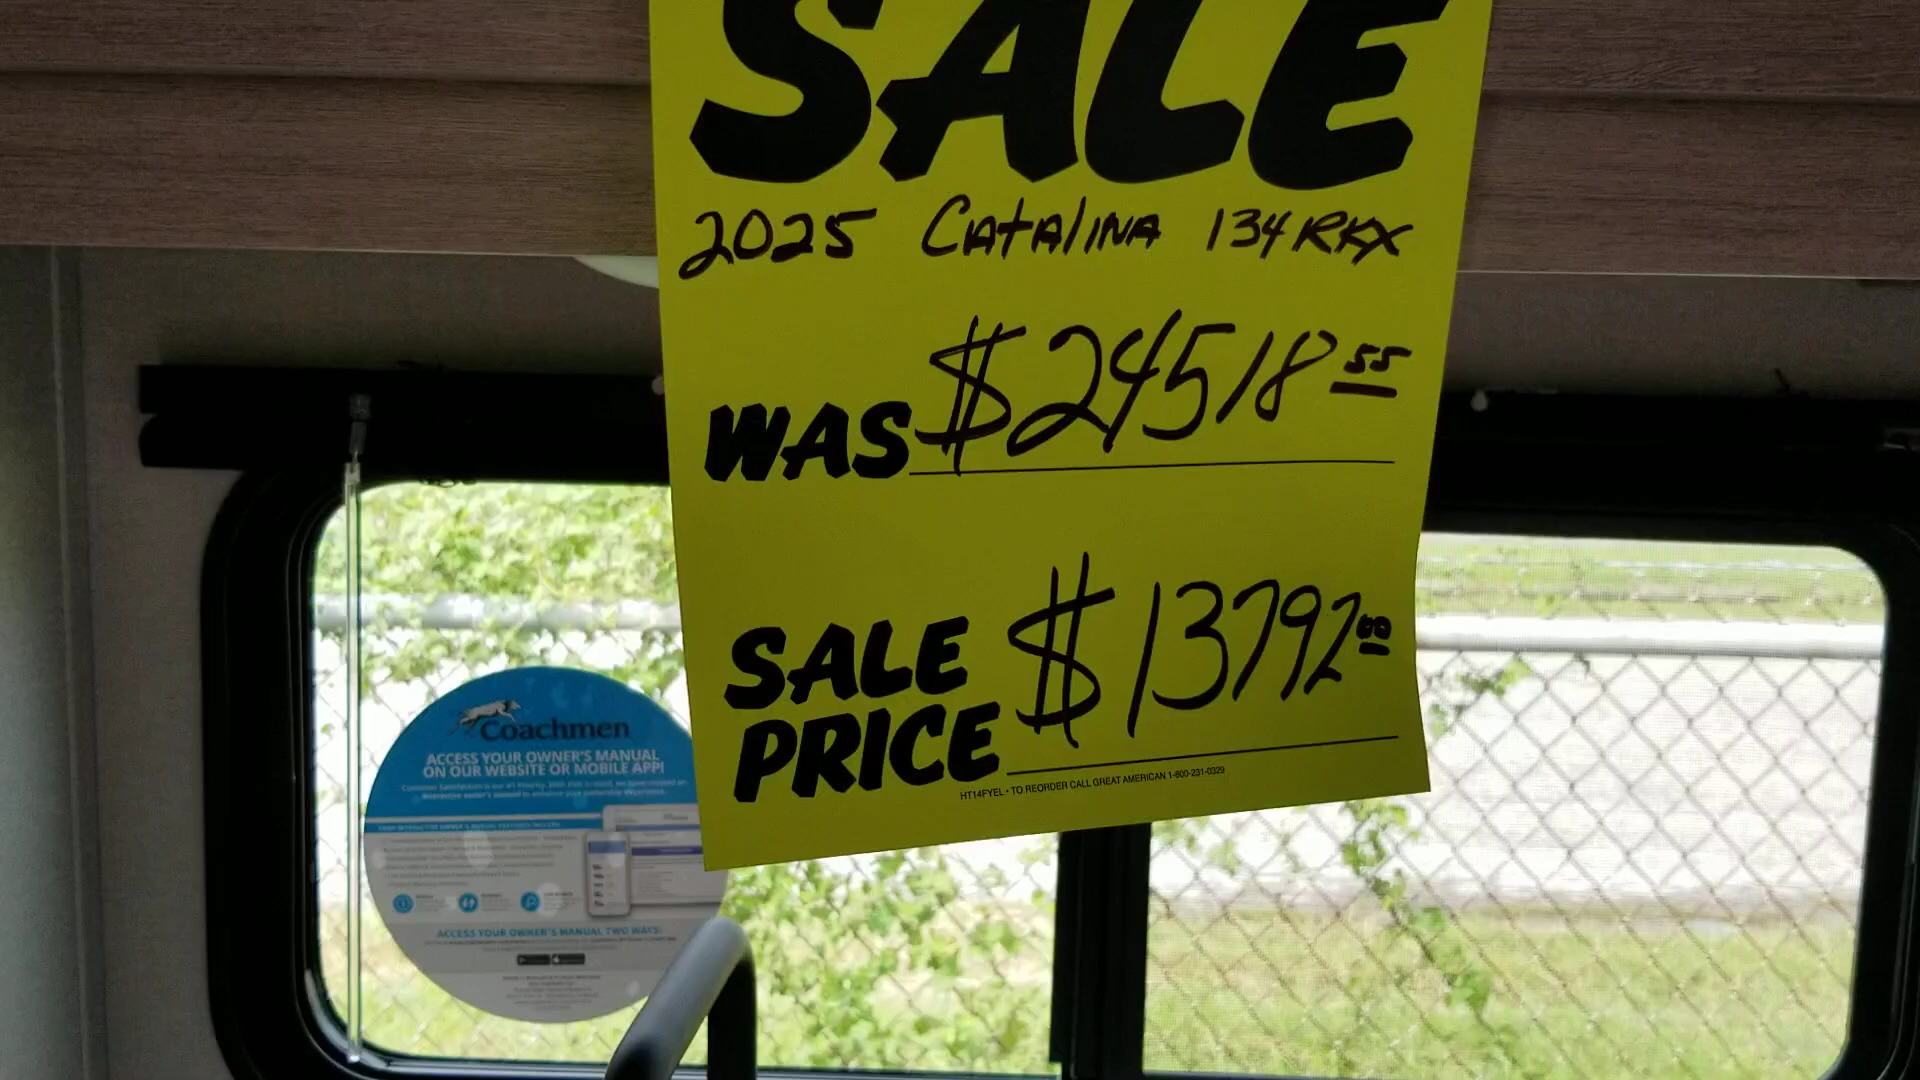 SALE
2025 Catalina 134RKX
WAS $24518 55
SALE PRICE $13792 00
HT14FYEL • TO REORDER CALL GREAT AMERICAN 1-800-231-0329
Coachmen
ACCESS YOUR OWNER'S MANUAL
ON OUR WEBSITE OR MOBILE APP!
ACCESS YOUR OWNER'S MANUAL TWO WAYS: